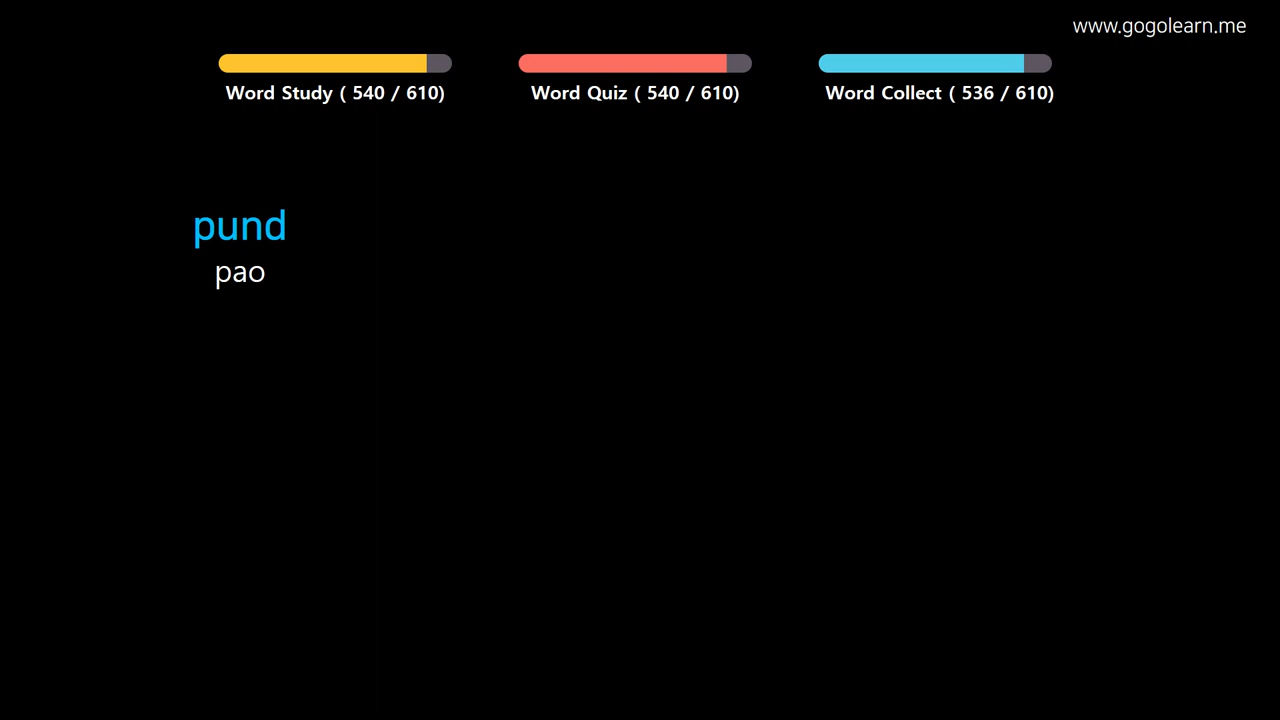 www.gogolearn.me
Word Study ( 540 / 610)
Word Quiz ( 540 / 610)
Word Collect ( 536 / 610)
pund
pao